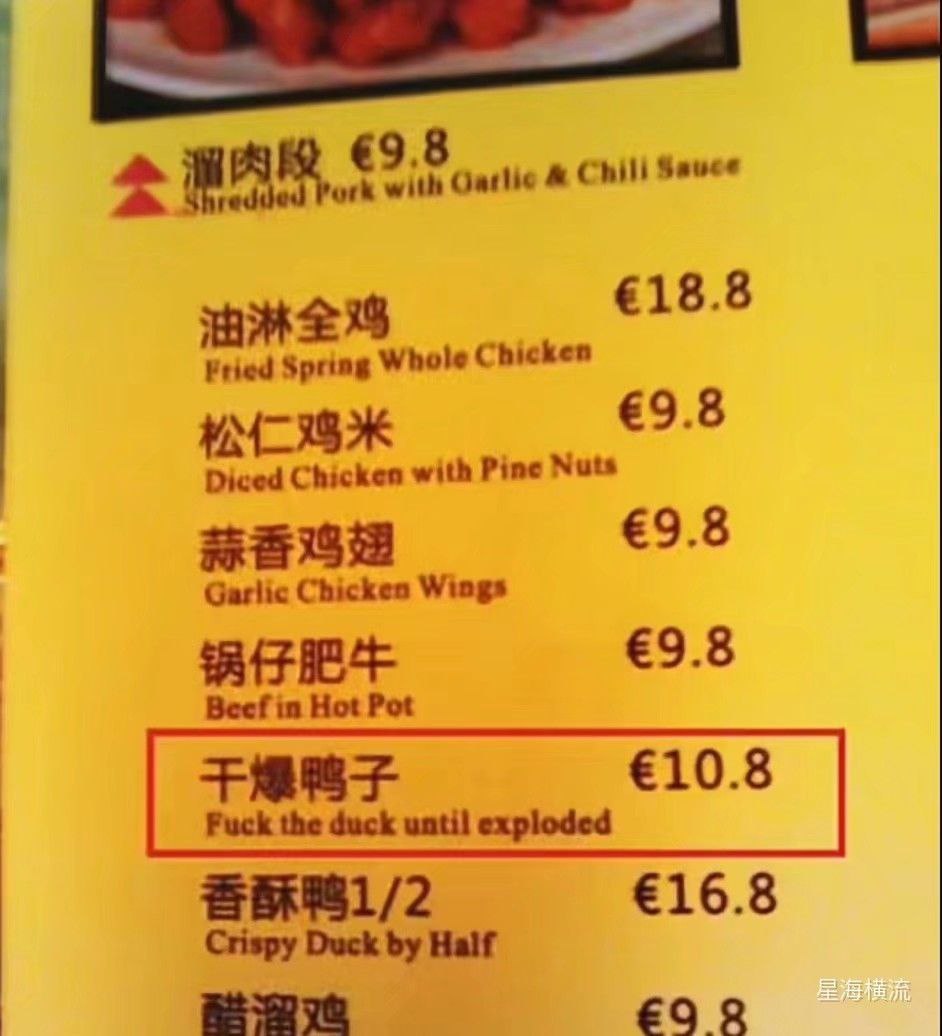 溜肉段 €9.8
Shredded Pork with Garlic & Chili Sauce
油淋全鸡 €18.8
Fried Spring Whole Chicken
松仁鸡米 €9.8
Diced Chicken with Pine Nuts
蒜香鸡翅 €9.8
Garlic Chicken Wings
锅仔肥牛 €9.8
Beef in Hot Pot
干爆鸭子 €10.8
Fuck the duck until exploded
香酥鸭1/2 €16.8
Crispy Duck by Half
醋溜鸡 €9.8
星海横流